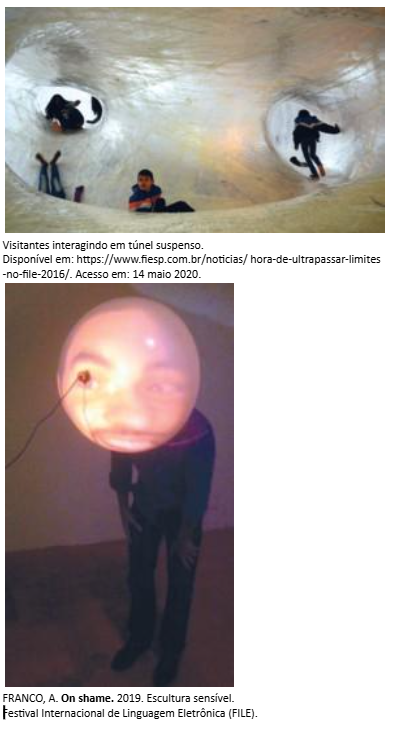 Visitantes interagindo em túnel suspenso.
Disponível em: https://www.fiesp.com.br/noticias/ hora-de-ultrapassar-limites
-no-file-2016/. Acesso em: 14 maio 2020.
FRANCO, A. On shame. 2019. Escultura sensível.
Festival Internacional de Linguagem Eletrônica (FILE).